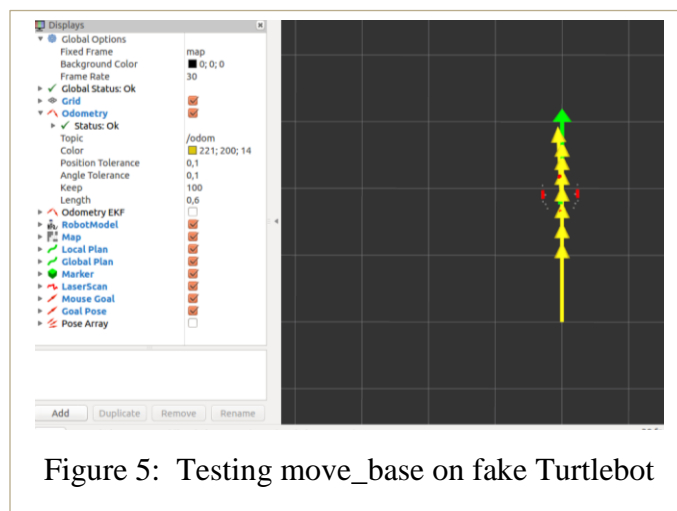 Displays
Global Options
Fixed Frame map
Background Color 0; 0; 0
Frame Rate 30
Global Status: Ok
Grid
Odometry
Status: Ok
Topic /odom
Color 221; 200; 14
Position Tolerance 0,1
Angle Tolerance 0,1
Keep 100
Length 0,6
Odometry EKF
RobotModel
Map
Local Plan
Global Plan
Marker
LaserScan
Mouse Goal
Goal Pose
Pose Array
Add Duplicate Remove Rename
Figure 5: Testing move_base on fake Turtlebot